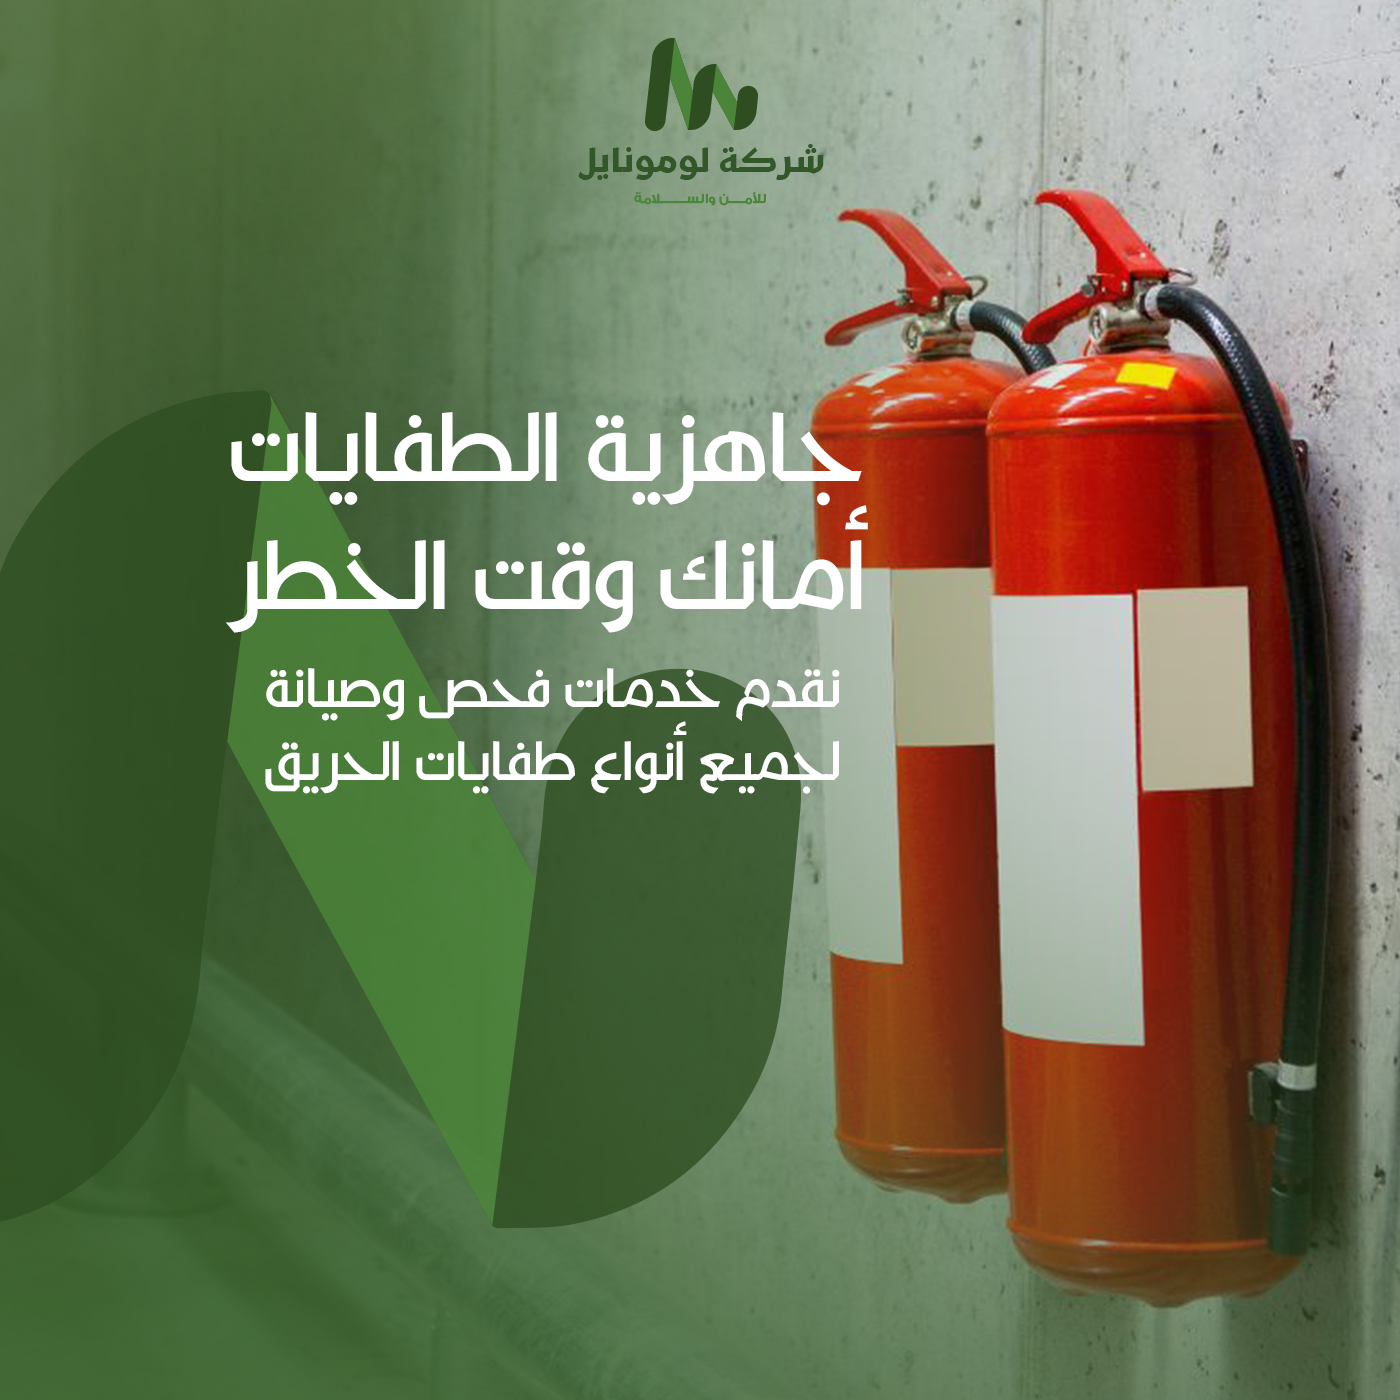 شركة لومونايل
للأمن والسلامة
جاهزية الطفايات
أمانك وقت الخطر
نقدم خدمات فحص وصيانة
لجميع أنواع طفايات الحريق